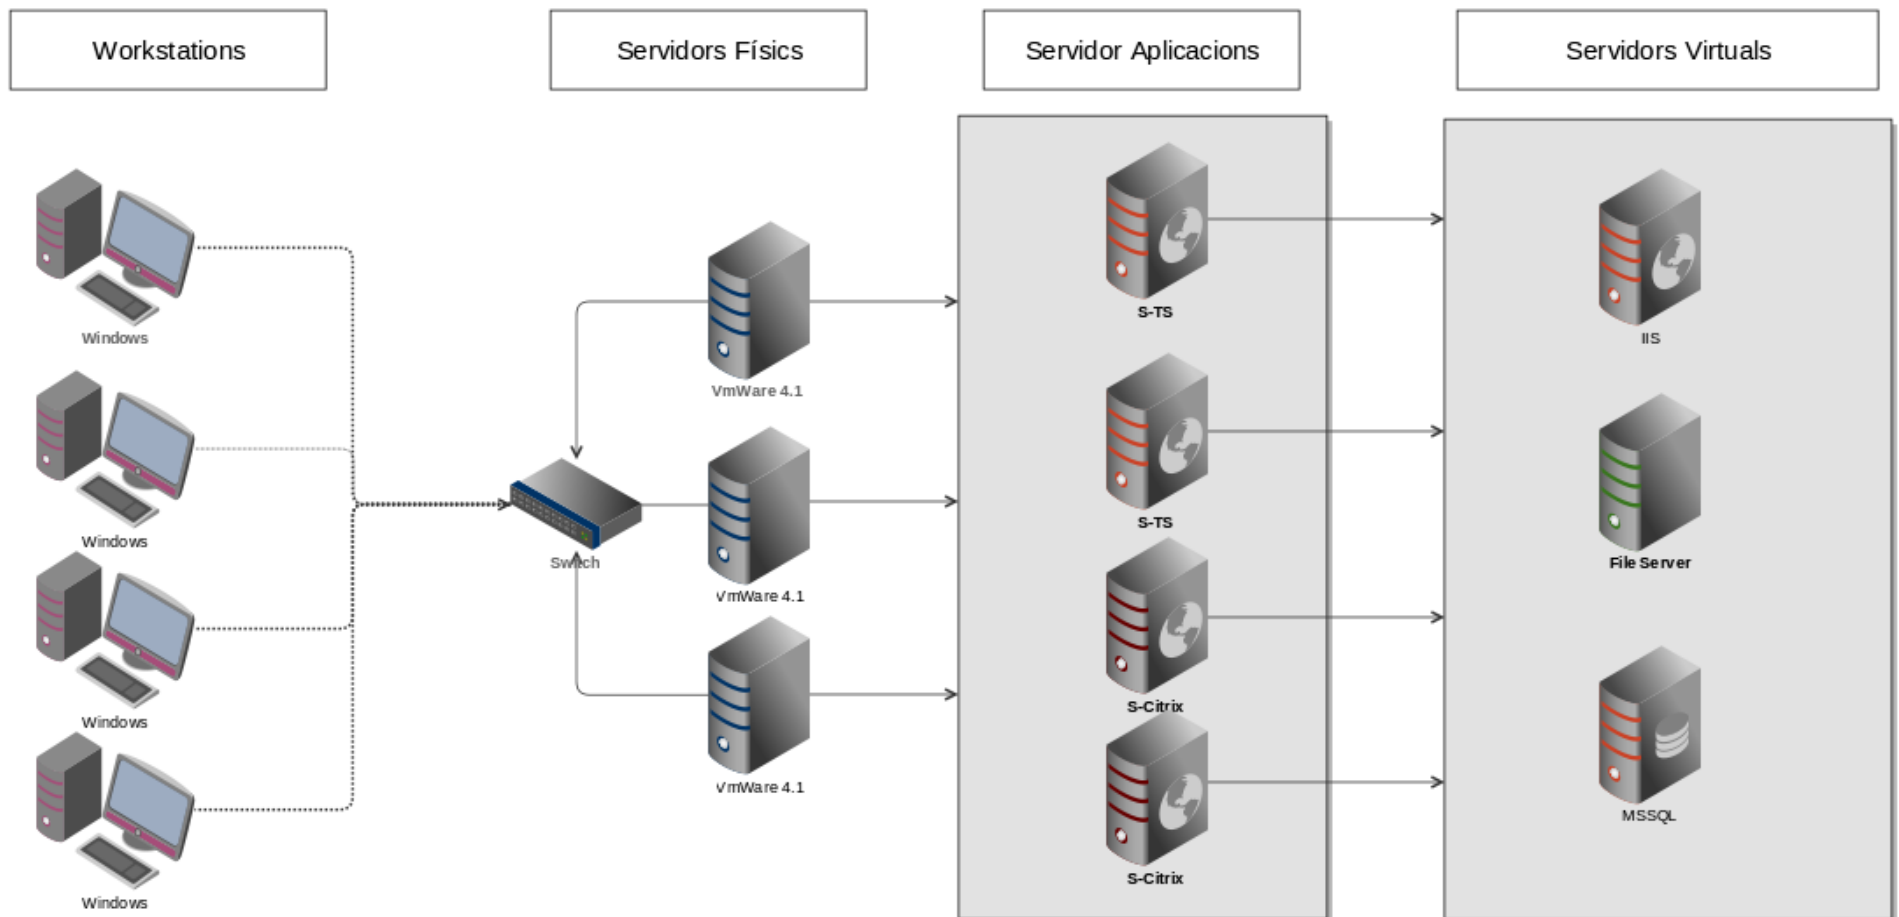 Workstations
Servidors Físics
Servidor Aplicacions
Servidors Virtuals
Windows
Windows
Windows
Windows
Switch
VmWare 4.1
VmWare 4.1
VmWare 4.1
S-TS
S-TS
S-Citrix
S-Citrix
IIS
File Server
MSSQL